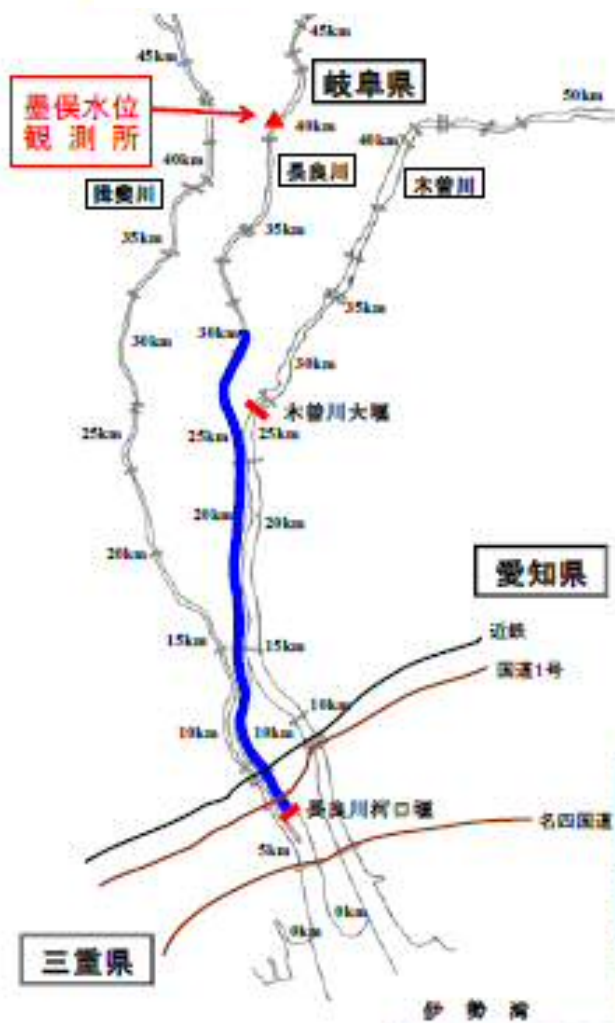 45km
45km
岐阜県
50km
墨俣水位
観測所
40km
40km
40km
長良川
木曽川
揖斐川
35km
35km
35km
30km
30km
30km
木曽川大堰
25km
25km
25km
20km
20km
20km
愛知県
近鉄
15km
15km
国道1号
10km
10km
10km
長良川河口堰
名四国道
5km
0km
0km
三重県
伊勢湾